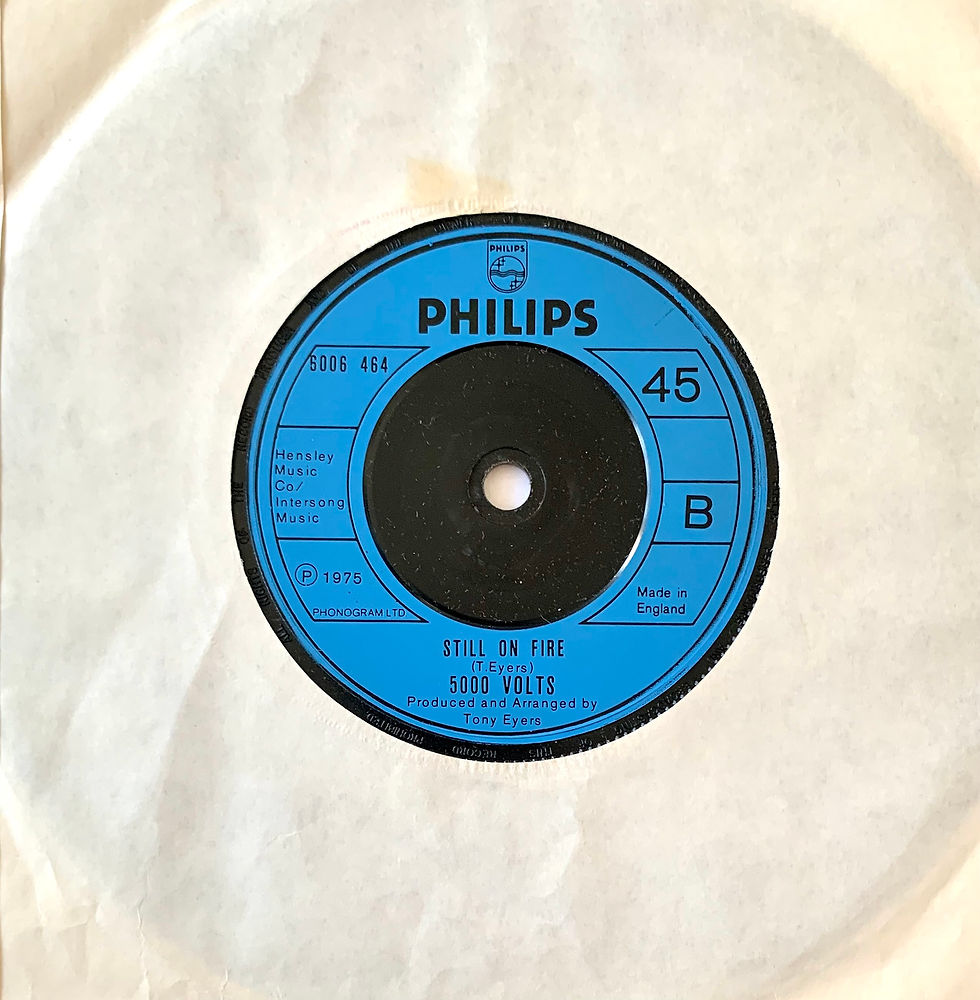 PHILIPS
PHILIPS
6006 464
45
Hensley
Music
Co/
Intersong
Music
B
Ⓟ 1975
PHONOGRAM LTD
Made in
England
STILL ON FIRE
(T.Eyers)
5000 VOLTS
Produced and Arranged by
Tony Eyers